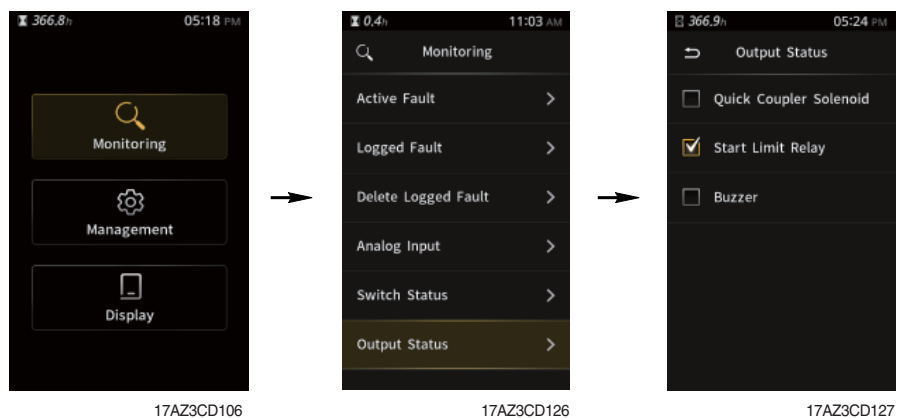 366.8h 05:18 PM
Monitoring
Management
Display
17AZ3CD106
0.4h 11:03 AM
Monitoring
Active Fault
Logged Fault
Delete Logged Fault
Analog Input
Switch Status
Output Status
17AZ3CD126
366.9h 05:24 PM
Output Status
Quick Coupler Solenoid
Start Limit Relay
Buzzer
17AZ3CD127